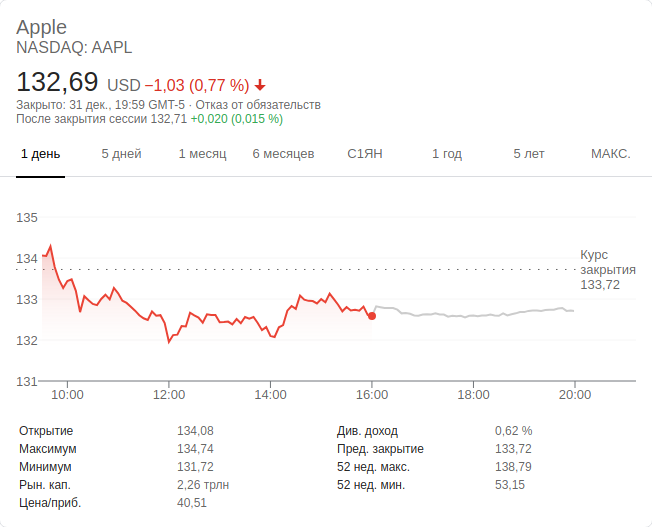 Apple
NASDAQ: AAPL
132,69 USD −1,03 (0,77 %)
Закрыто: 31 дек., 19:59 GMT-5 · Отказ от обязательств
После закрытия сессии 132,71 +0,020 (0,015 %)
1 день 5 дней 1 месяц 6 месяцев С1ЯН 1 год 5 лет МАКС.
135
134
133
132
131
Курс
закрытия
133,72
10:00 12:00 14:00 16:00 18:00 20:00
Открытие 134,08
Максимум 134,74
Минимум 131,72
Рын. кап. 2,26 трлн
Цена/приб. 40,51
Див. доход 0,62 %
Пред. закрытие 133,72
52 нед. макс. 138,79
52 нед. мин. 53,15